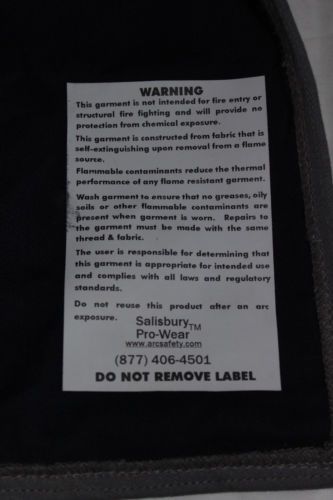 WARNING
This garment is not intended for fire entry or
structural fire fighting and will provide no
protection from chemical exposure.
This garment is constructed from fabric that is
self-extinguishing upon removal from a flame
source.
Flammable contaminants reduce the thermal
performance of any flame resistant garment.
Wash garment to ensure that no greases, oily
soils or other flammable contaminants are
present when garment is worn. Repairs to
the garment must be made with the same
thread & fabric.
The user is responsible for determining that
this garment is appropriate for intended use
and complies with all laws and regulatory
standards.
Do not reuse this product after an arc
exposure.
Salisbury TM
Pro-Wear
www.arcsafety.com
(877) 406-4501
DO NOT REMOVE LABEL